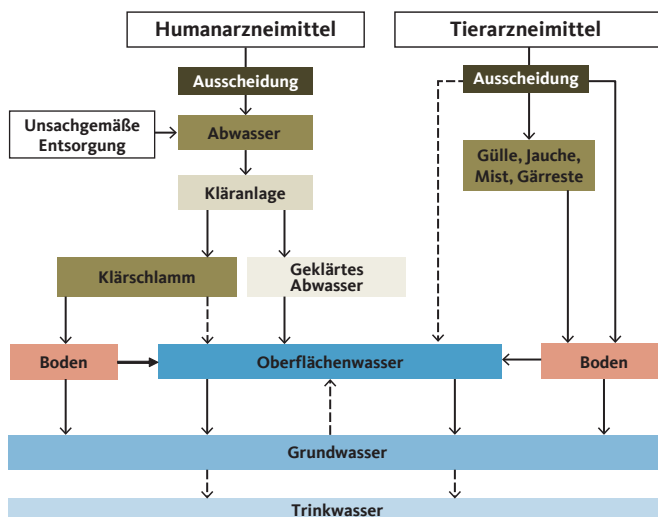 Humanarzneimittel
Tierarzneimittel
Ausscheidung
Ausscheidung
Unsachgemäße
Entsorgung
Abwasser
Gülle, Jauche,
Mist, Gärreste
Kläranlage
Klärschlamm
Geklärtes
Abwasser
Boden
Oberflächenwasser
Boden
Grundwasser
Trinkwasser